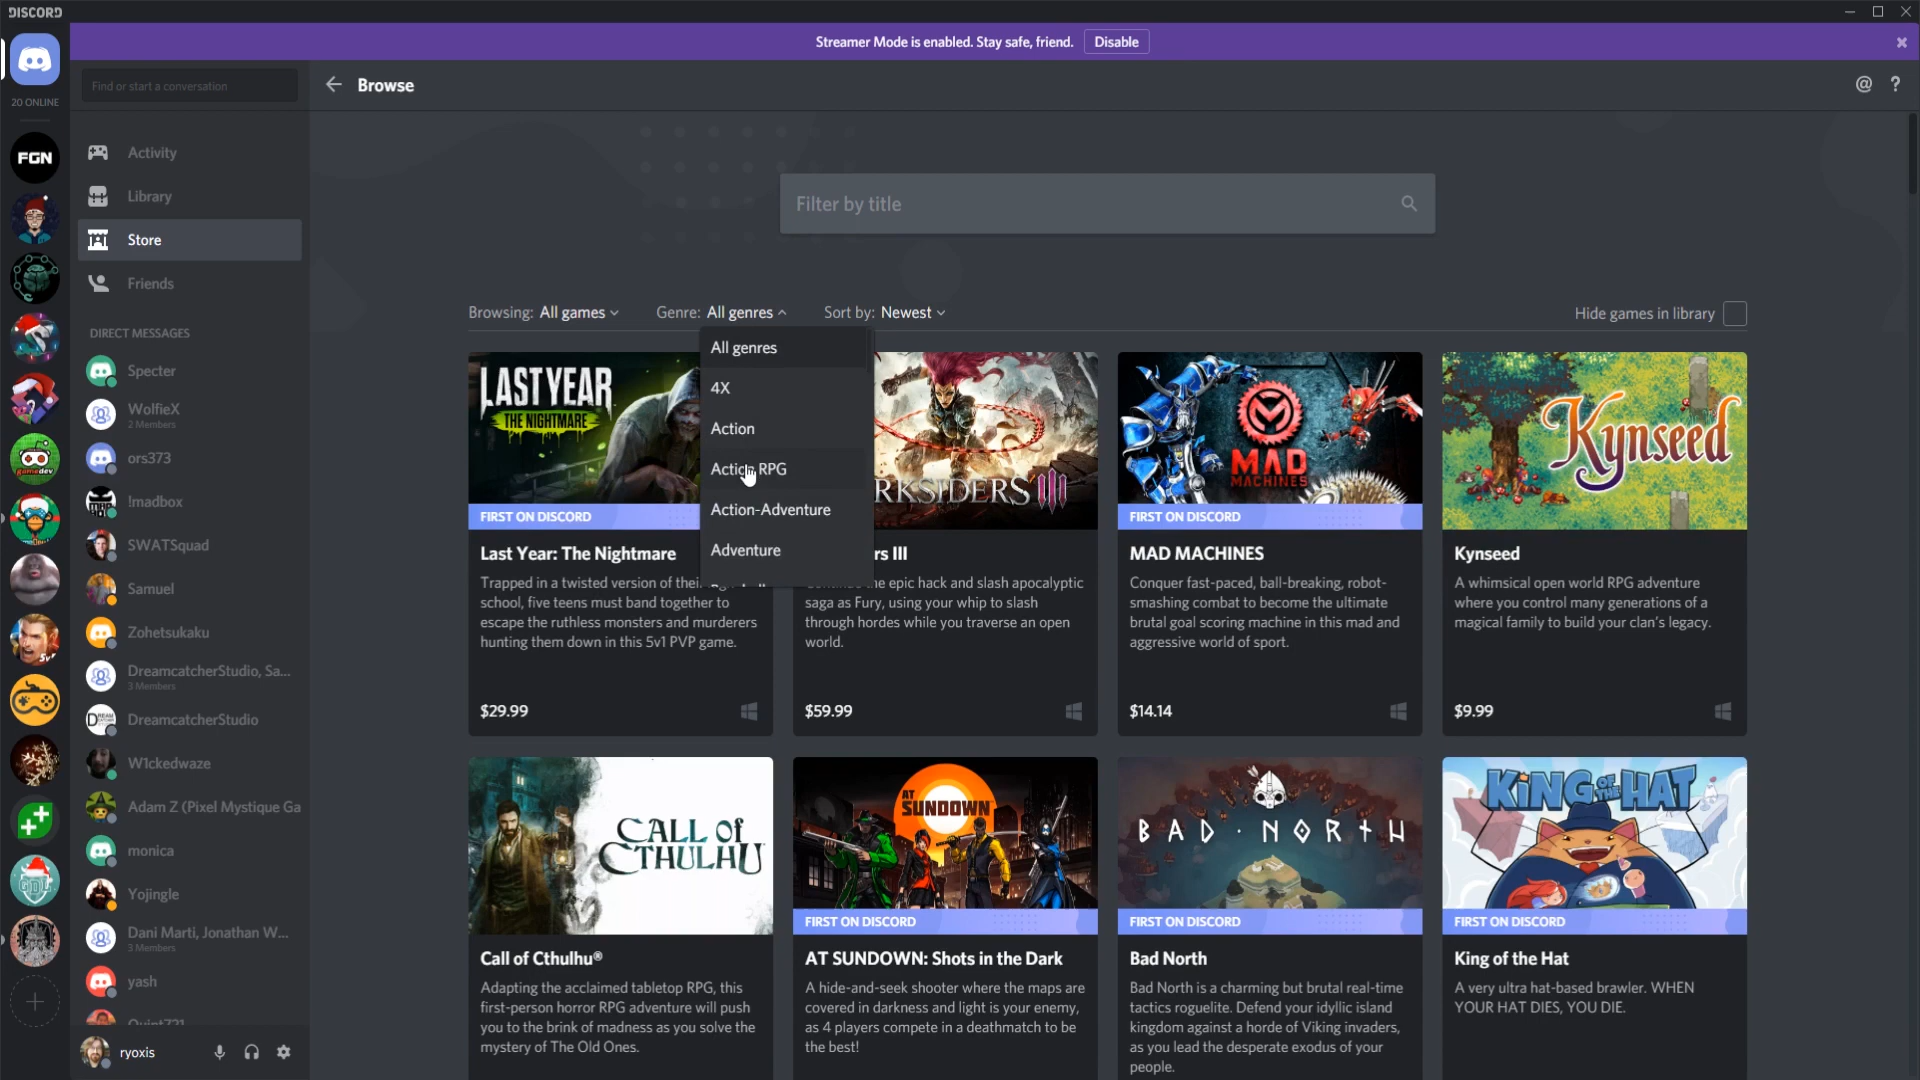 DISCORD
Streamer Mode is enabled. Stay safe, friend. Disable
20 ONLINE
Find or start a conversation
Browse
@ ?
FGN
Activity
Library
Store
Friends
DIRECT MESSAGES
Specter
WolfieX
2 Members
ors373
!madbox
SWATSquad
Samuel
Zohetsukaku
DreamcatcherStudio, Sa...
3 Members
DreamcatcherStudio
W1ckedwaze
Adam Z (Pixel Mystique Ga
monica
Yojingle
Dani Marti, Jonathan W...
3 Members
yash
ryoxis
gamedev
5v5
GDL
Filter by title
Browsing: All games
Genre: All genres
Sort by: Newest
Hide games in library
All genres
4X
Action
Action RPG
Action-Adventure
Adventure
LAST YEAR
THE NIGHTMARE
FIRST ON DISCORD
Last Year: The Nightmare
Trapped in a twisted version of their
school, five teens must band together to
escape the ruthless monsters and murderers
hunting them down in this 5v1 PVP game.
$29.99
RKSIDERS III
rs III
the epic hack and slash apocalyptic
saga as Fury, using your whip to slash
through hordes while you traverse an open
world.
$59.99
MAD
MACHINES
FIRST ON DISCORD
MAD MACHINES
Conquer fast-paced, ball-breaking, robot-
smashing combat to become the ultimate
brutal goal scoring machine in this mad and
aggressive world of sport.
$14.14
Kynseed
Kynseed
A whimsical open world RPG adventure
where you control many generations of a
magical family to build your clan's legacy.
$9.99
CALL of
CTHULHU
Call of Cthulhu®
Adapting the acclaimed tabletop RPG, this
first-person horror RPG adventure will push
you to the brink of madness as you solve the
mystery of The Old Ones.
AT
SUNDOWN
FIRST ON DISCORD
AT SUNDOWN: Shots in the Dark
A hide-and-seek shooter where the maps are
covered in darkness and light is your enemy,
as 4 players compete in a deathmatch to be
the best!
BAD · NORTH
FIRST ON DISCORD
Bad North
Bad North is a charming but brutal real-time
tactics roguelite. Defend your idyllic island
kingdom against a horde of Viking invaders,
as you lead the desperate exodus of your
people.
KING OF THE HAT
FIRST ON DISCORD
King of the Hat
A very ultra hat-based brawler. WHEN
YOUR HAT DIES, YOU DIE.